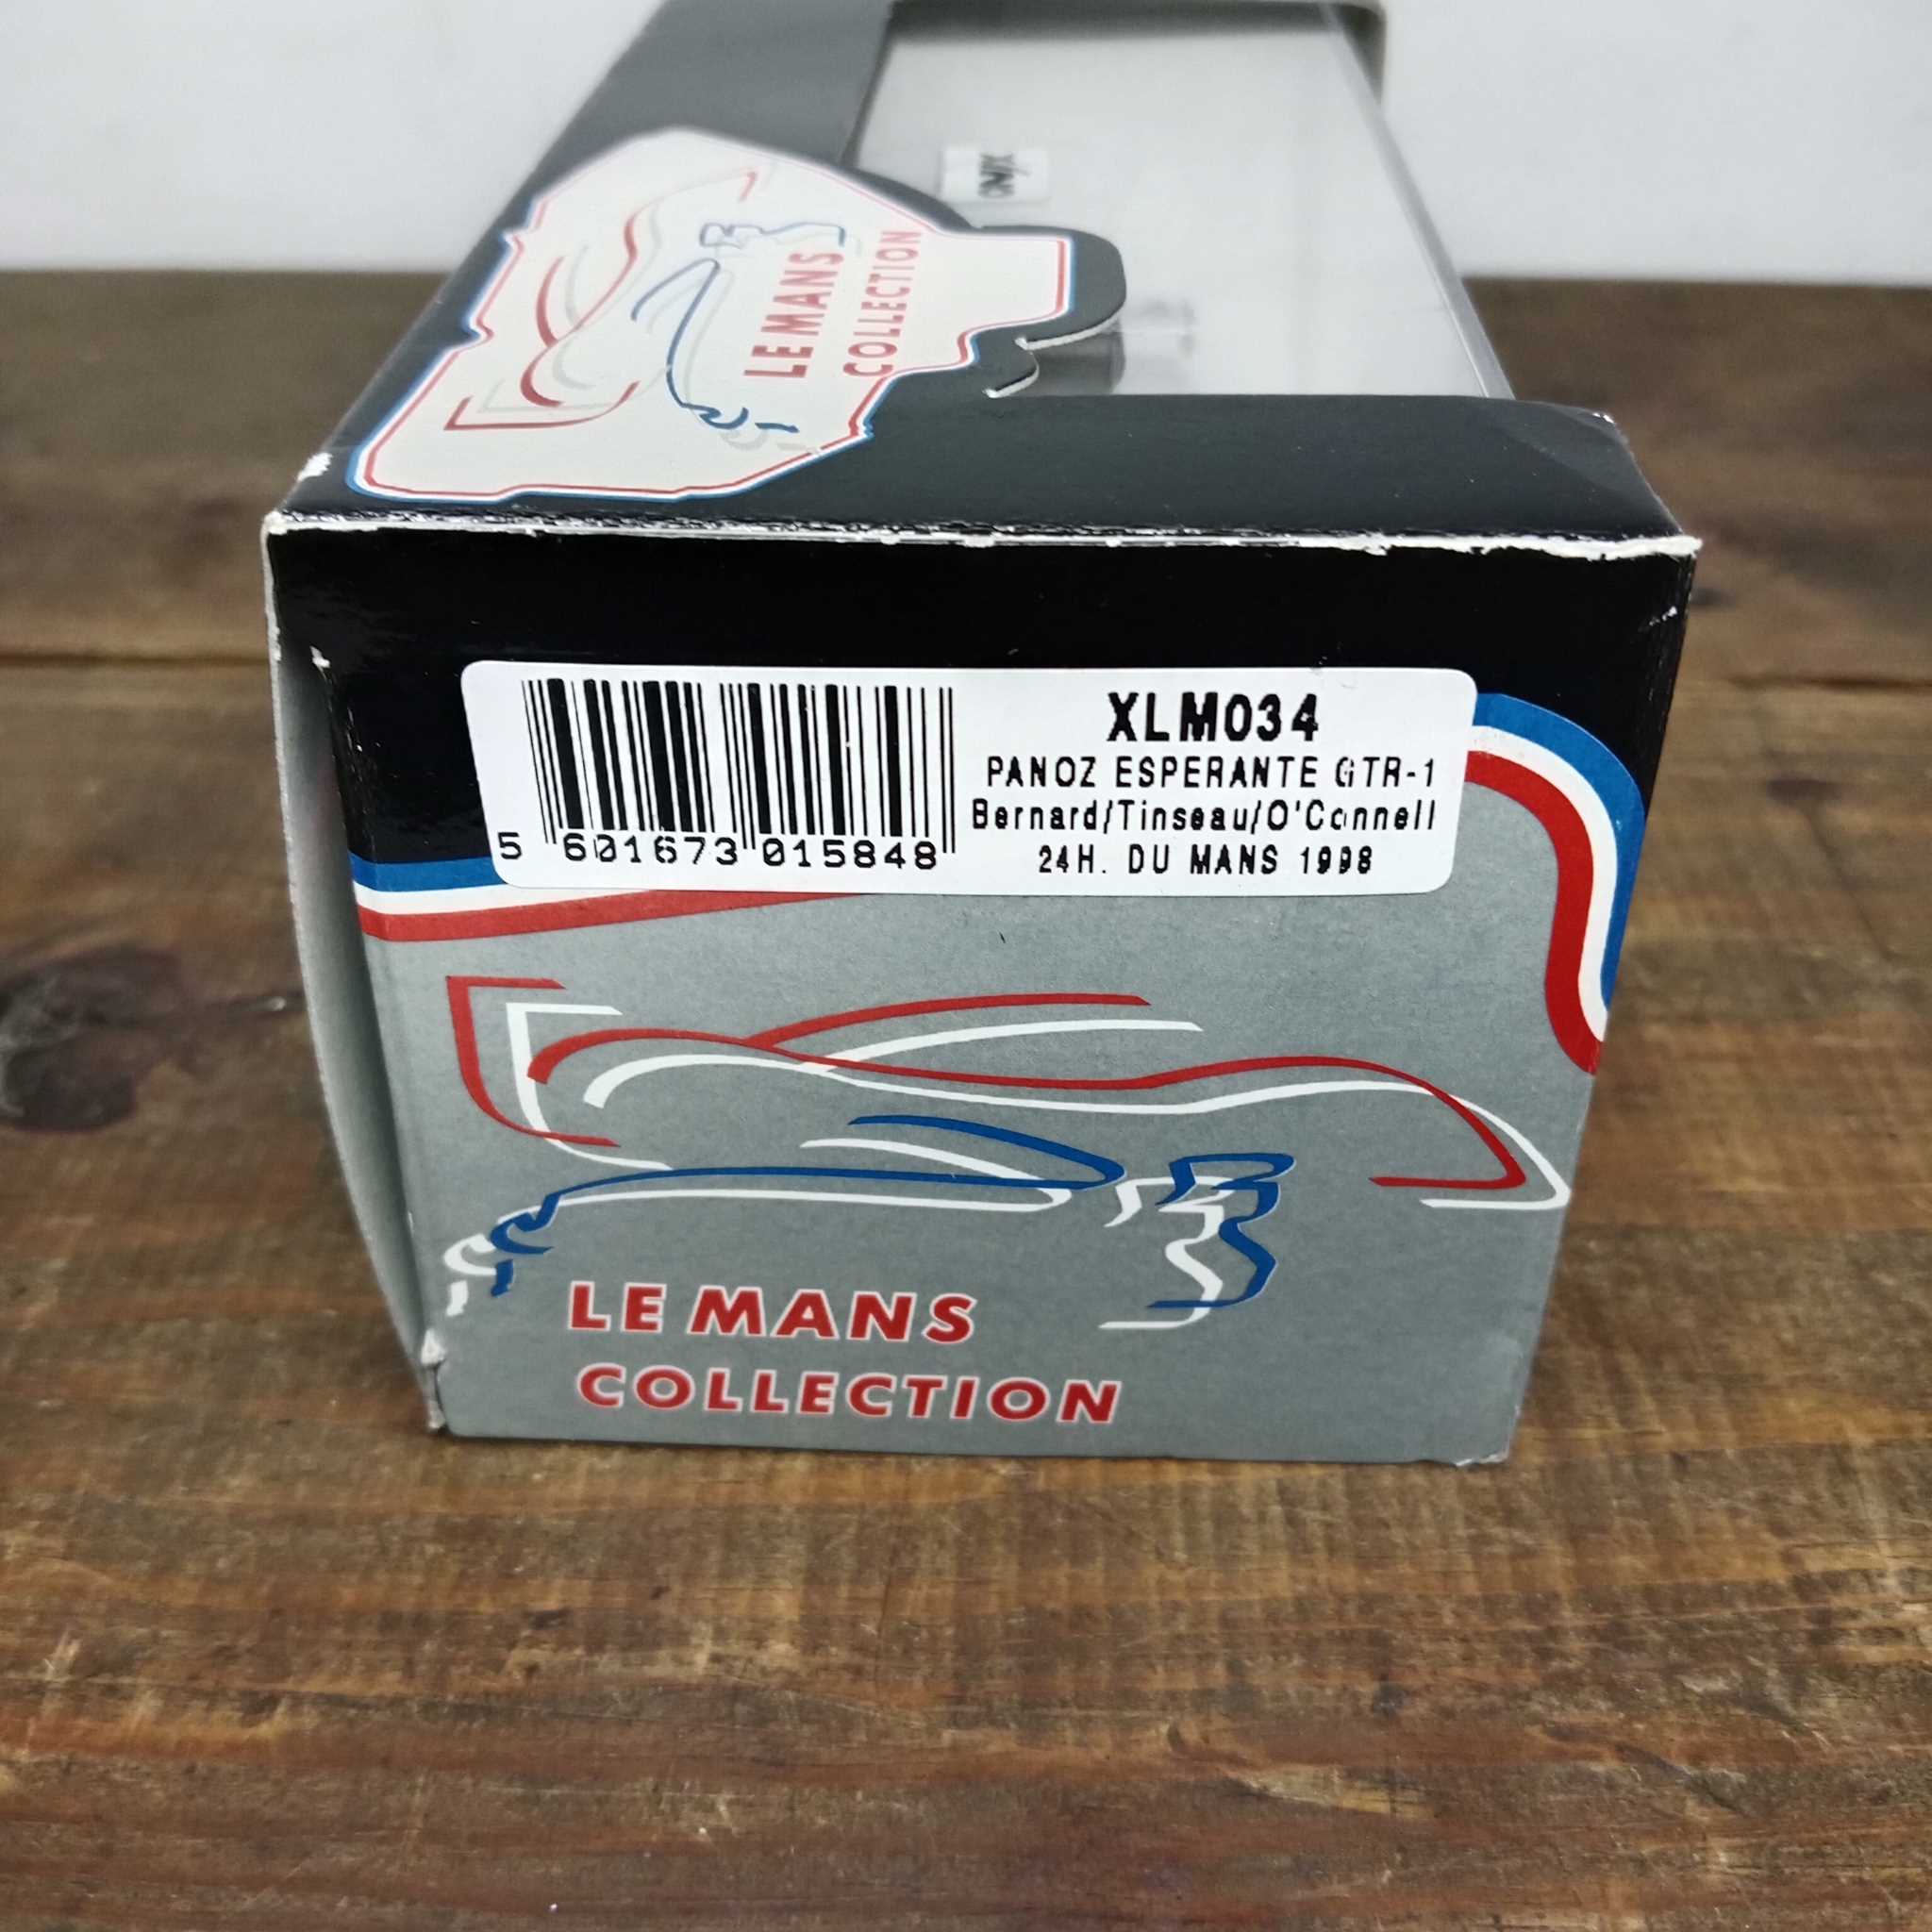 ONYX
LE MANS
COLLECTION
XLM034
PANOZ ESPERANTE GTR-1
Bernard/Tinseau/O'Connell
24H. DU MANS 1998
5 601673 015848
LE MANS
COLLECTION